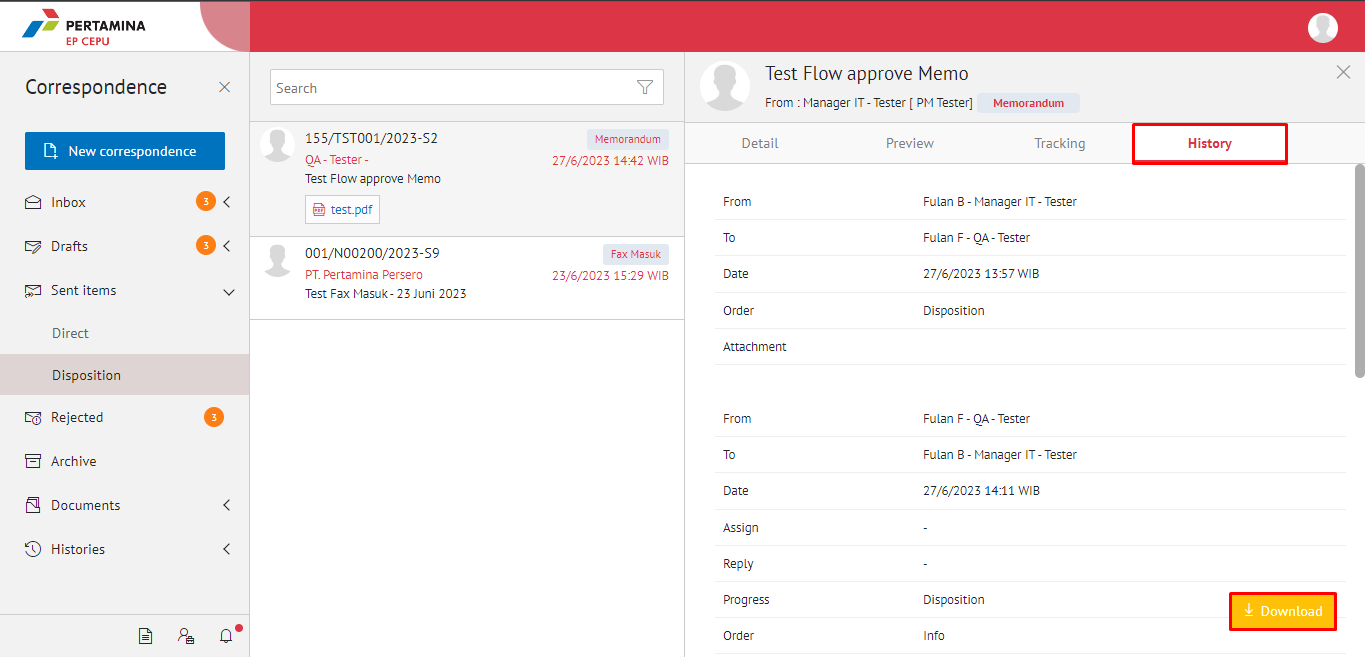 PERTAMINA
EP CEPU
Correspondence
New correspondence
Inbox 3
Drafts 3
Sent items
Direct
Disposition
Rejected 3
Archive
Documents
Histories
Search
155/TST001/2023-S2 Memorandum
QA - Tester - 27/6/2023 14:42 WIB
Test Flow approve Memo
test.pdf
001/N00200/2023-S9 Fax Masuk
PT. Pertamina Persero 23/6/2023 15:29 WIB
Test Fax Masuk - 23 Juni 2023
Test Flow approve Memo
From : Manager IT - Tester [ PM Tester] Memorandum
Detail Preview Tracking History
From Fulan B - Manager IT - Tester
To Fulan F - QA - Tester
Date 27/6/2023 13:57 WIB
Order Disposition
Attachment
From Fulan F - QA - Tester
To Fulan B - Manager IT - Tester
Date 27/6/2023 14:11 WIB
Assign -
Reply -
Progress Disposition
Download
Order Info